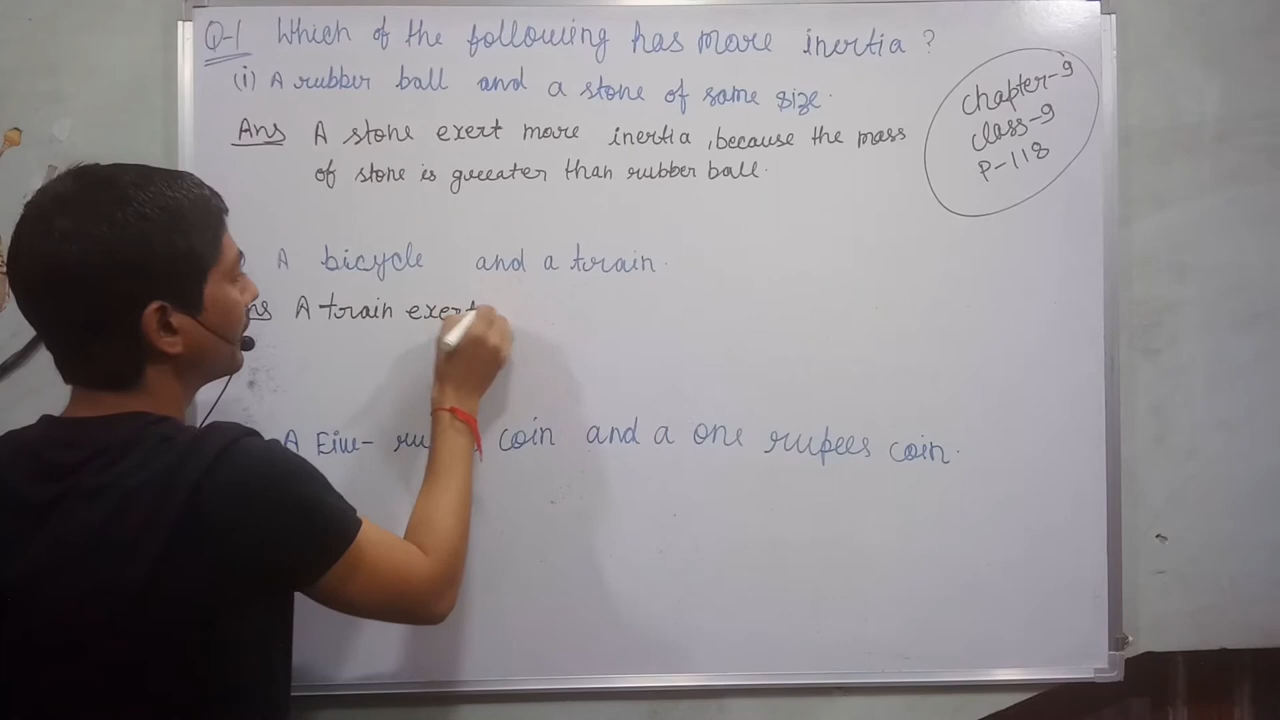 Q-1 Which of the following has more inertia ?
(i) A rubber ball and a stone of same size.
Ans A stone exert more inertia, because the mass
of stone is greeater than rubber ball.
chapter-9
class-9
P-118
A bicycle and a train.
A train exert
A Five- coin and a one rupees coin.